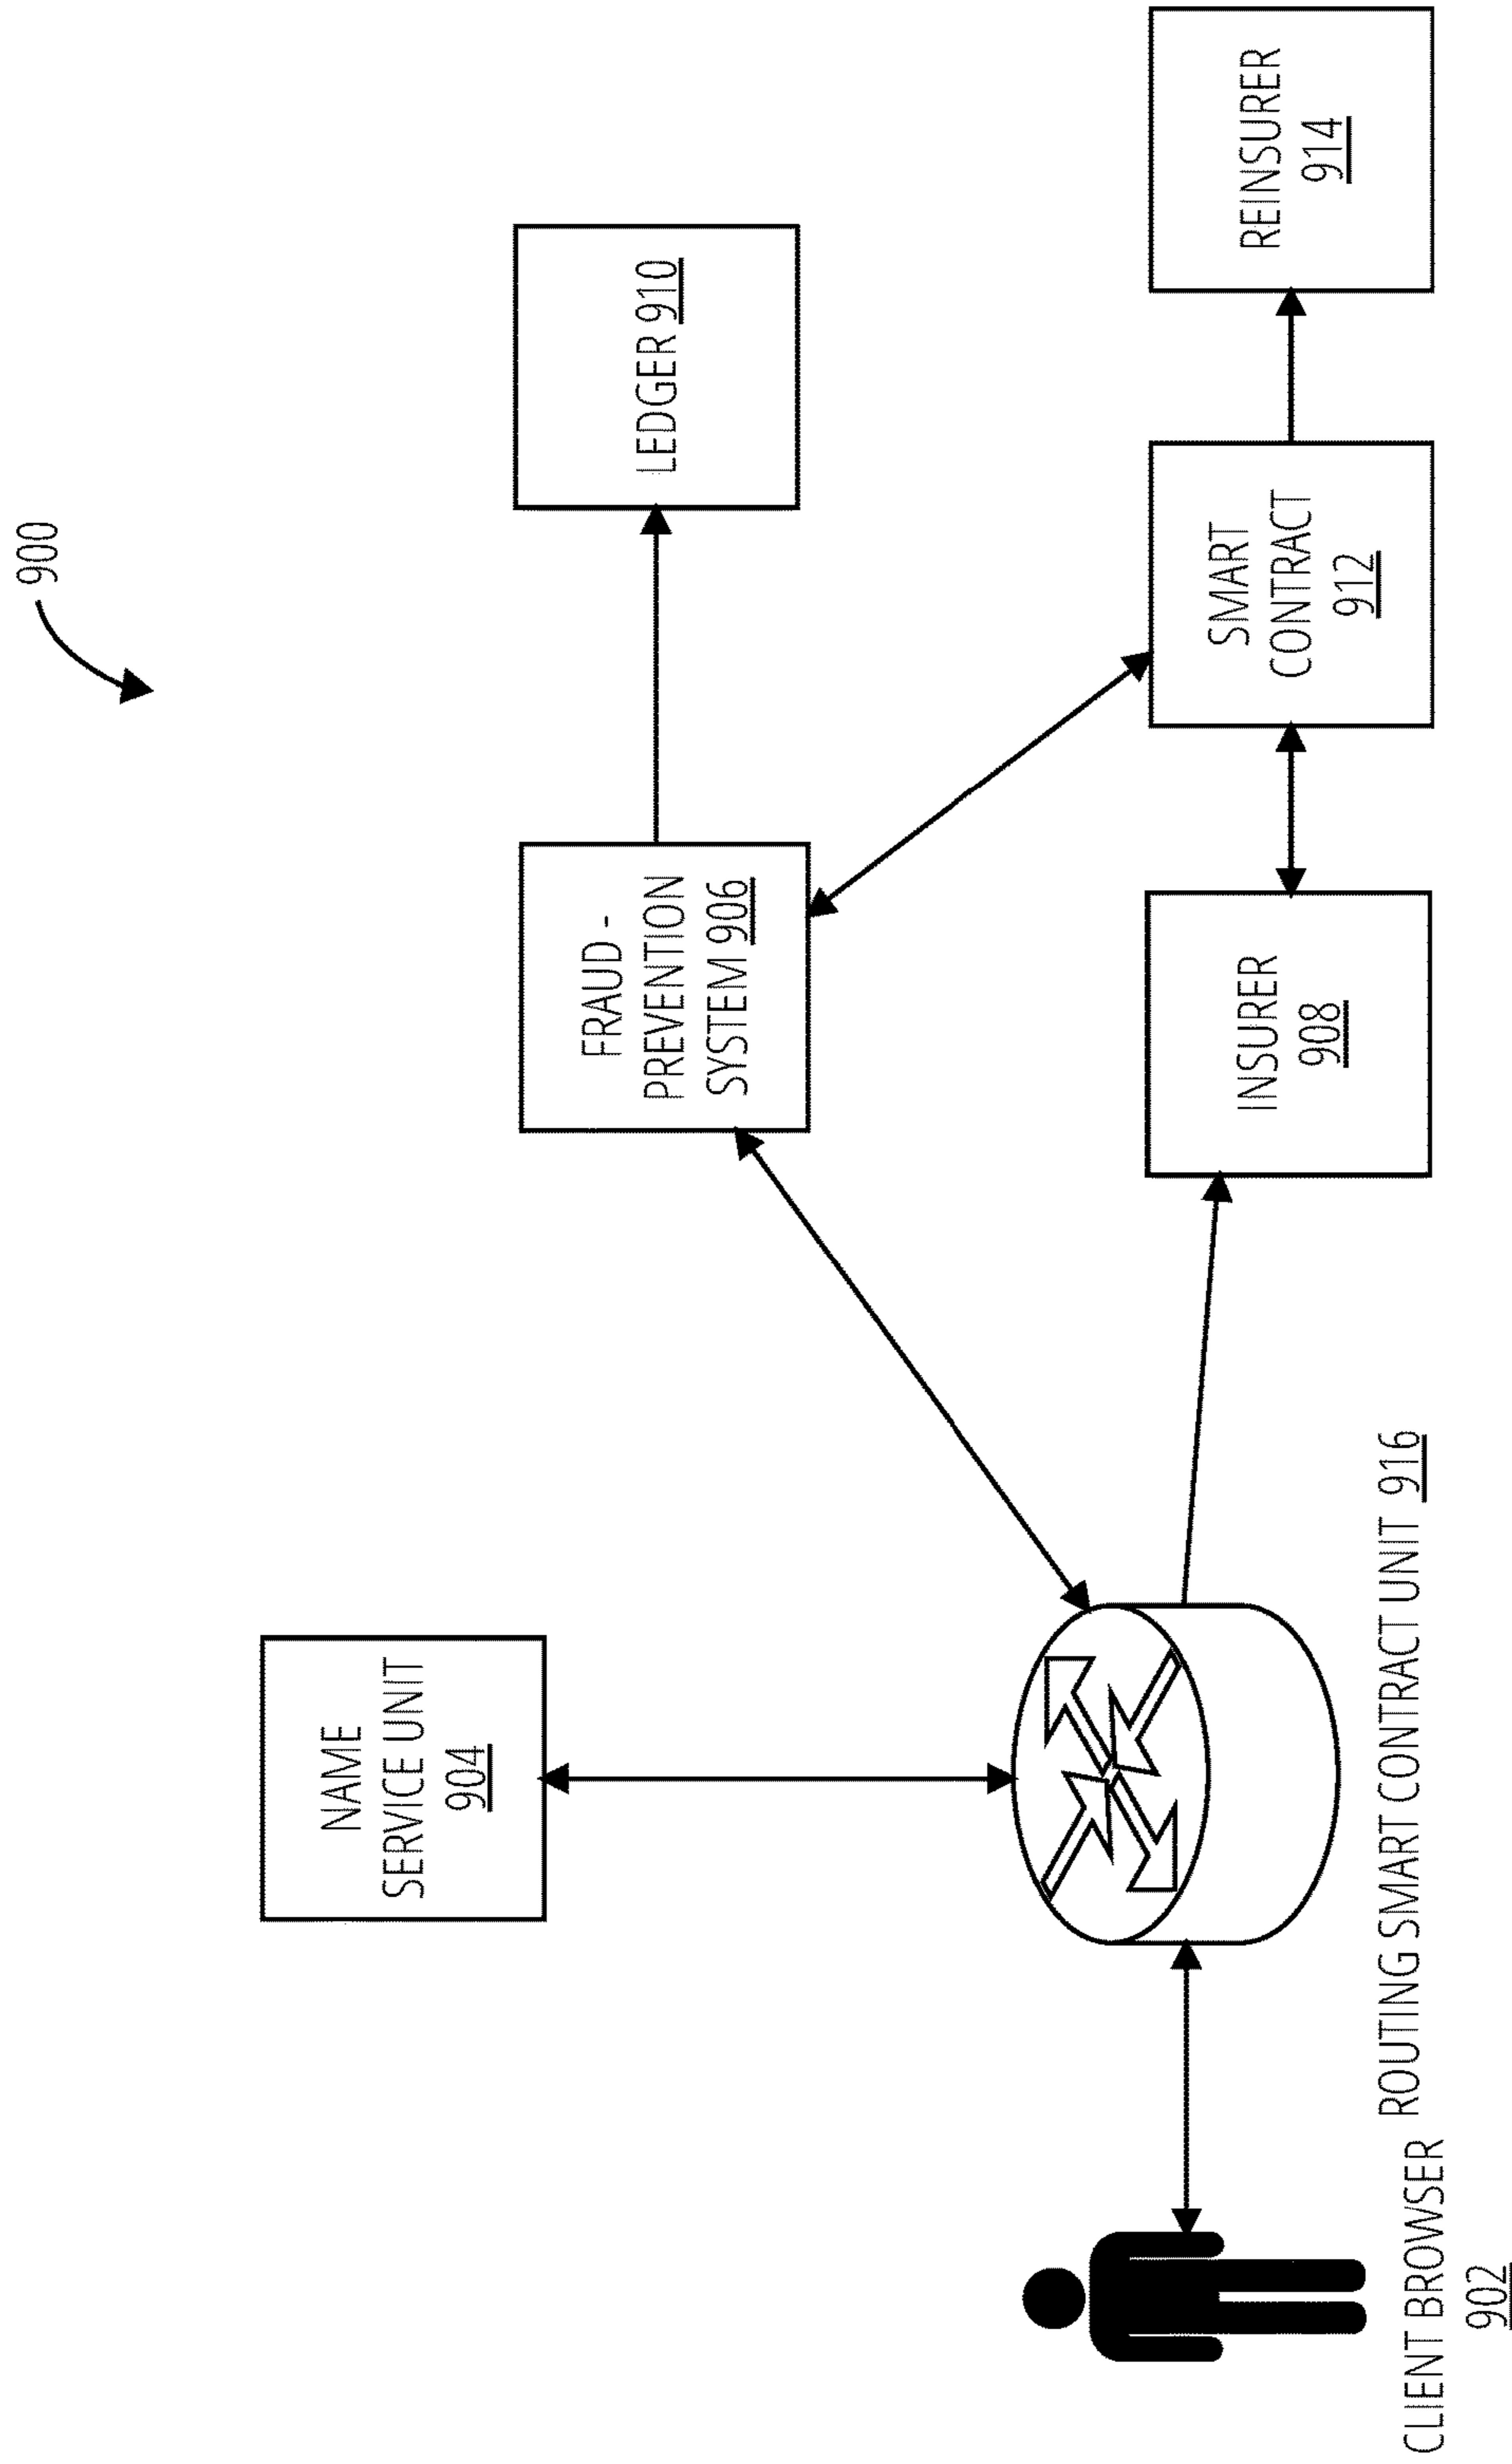 900
NAME
SERVICE UNIT
904
FRAUD -
PREVENTION
SYSTEM 906
LEDGER 910
CLIENT BROWSER
902
ROUTING SMART CONTRACT UNIT 916
INSURER
908
SMART
CONTRACT
912
REINSURER
914